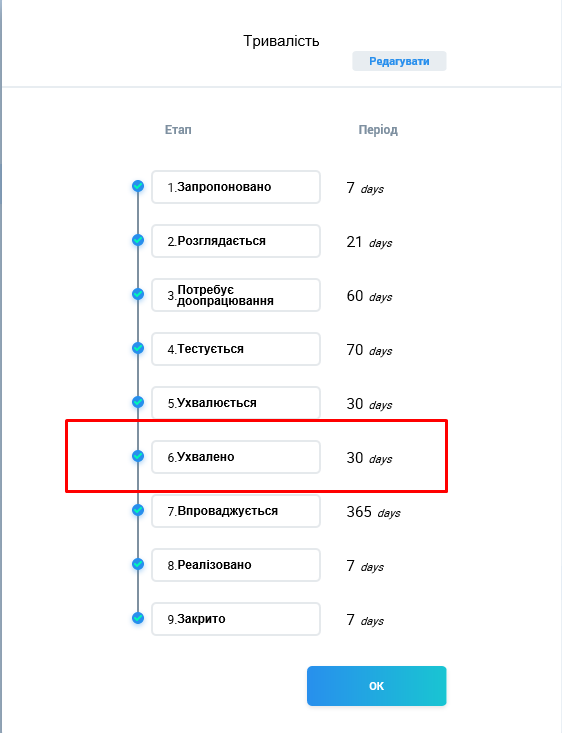 Тривалість
Редагувати
Етап Період
1.Запропоновано 7 days
2.Розглядається 21 days
3.Потребує
доопрацювання 60 days
4.Тестується 70 days
5.Ухвалюється 30 days
6.Ухвалено 30 days
7.Впроваджується 365 days
8.Реалізовано 7 days
9.Закрито 7 days
ОК